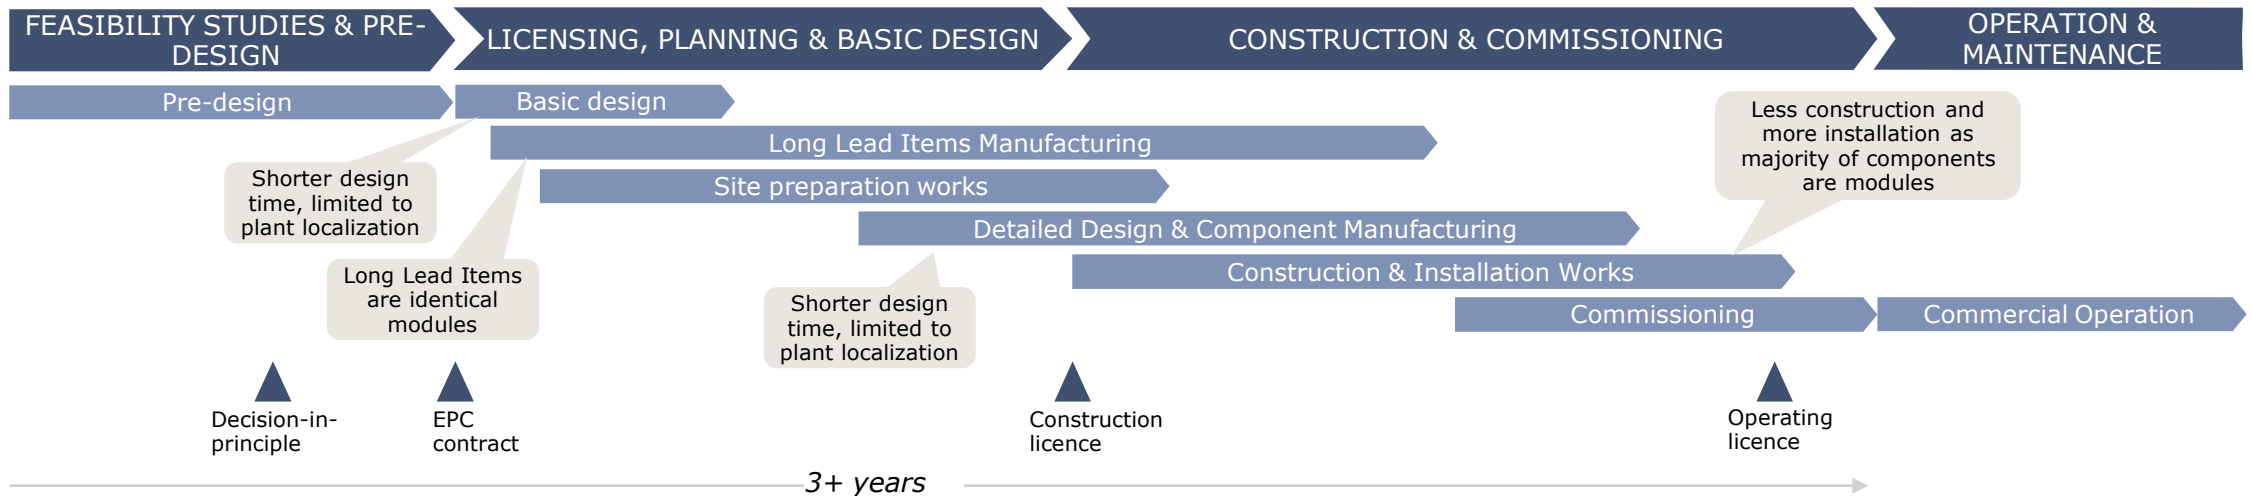 FEASIBILITY STUDIES & PRE-
DESIGN
LICENSING, PLANNING & BASIC DESIGN
CONSTRUCTION & COMMISSIONING
OPERATION &
MAINTENANCE
Pre-design
Basic design
Long Lead Items Manufacturing
Site preparation works
Detailed Design & Component Manufacturing
Construction & Installation Works
Commissioning
Commercial Operation
Shorter design
time, limited to
plant localization
Long Lead Items
are identical
modules
Shorter design
time, limited to
plant localization
Less construction and
more installation as
majority of components
are modules
Decision-in-
principle
EPC
contract
Construction
licence
Operating
licence
3+ years